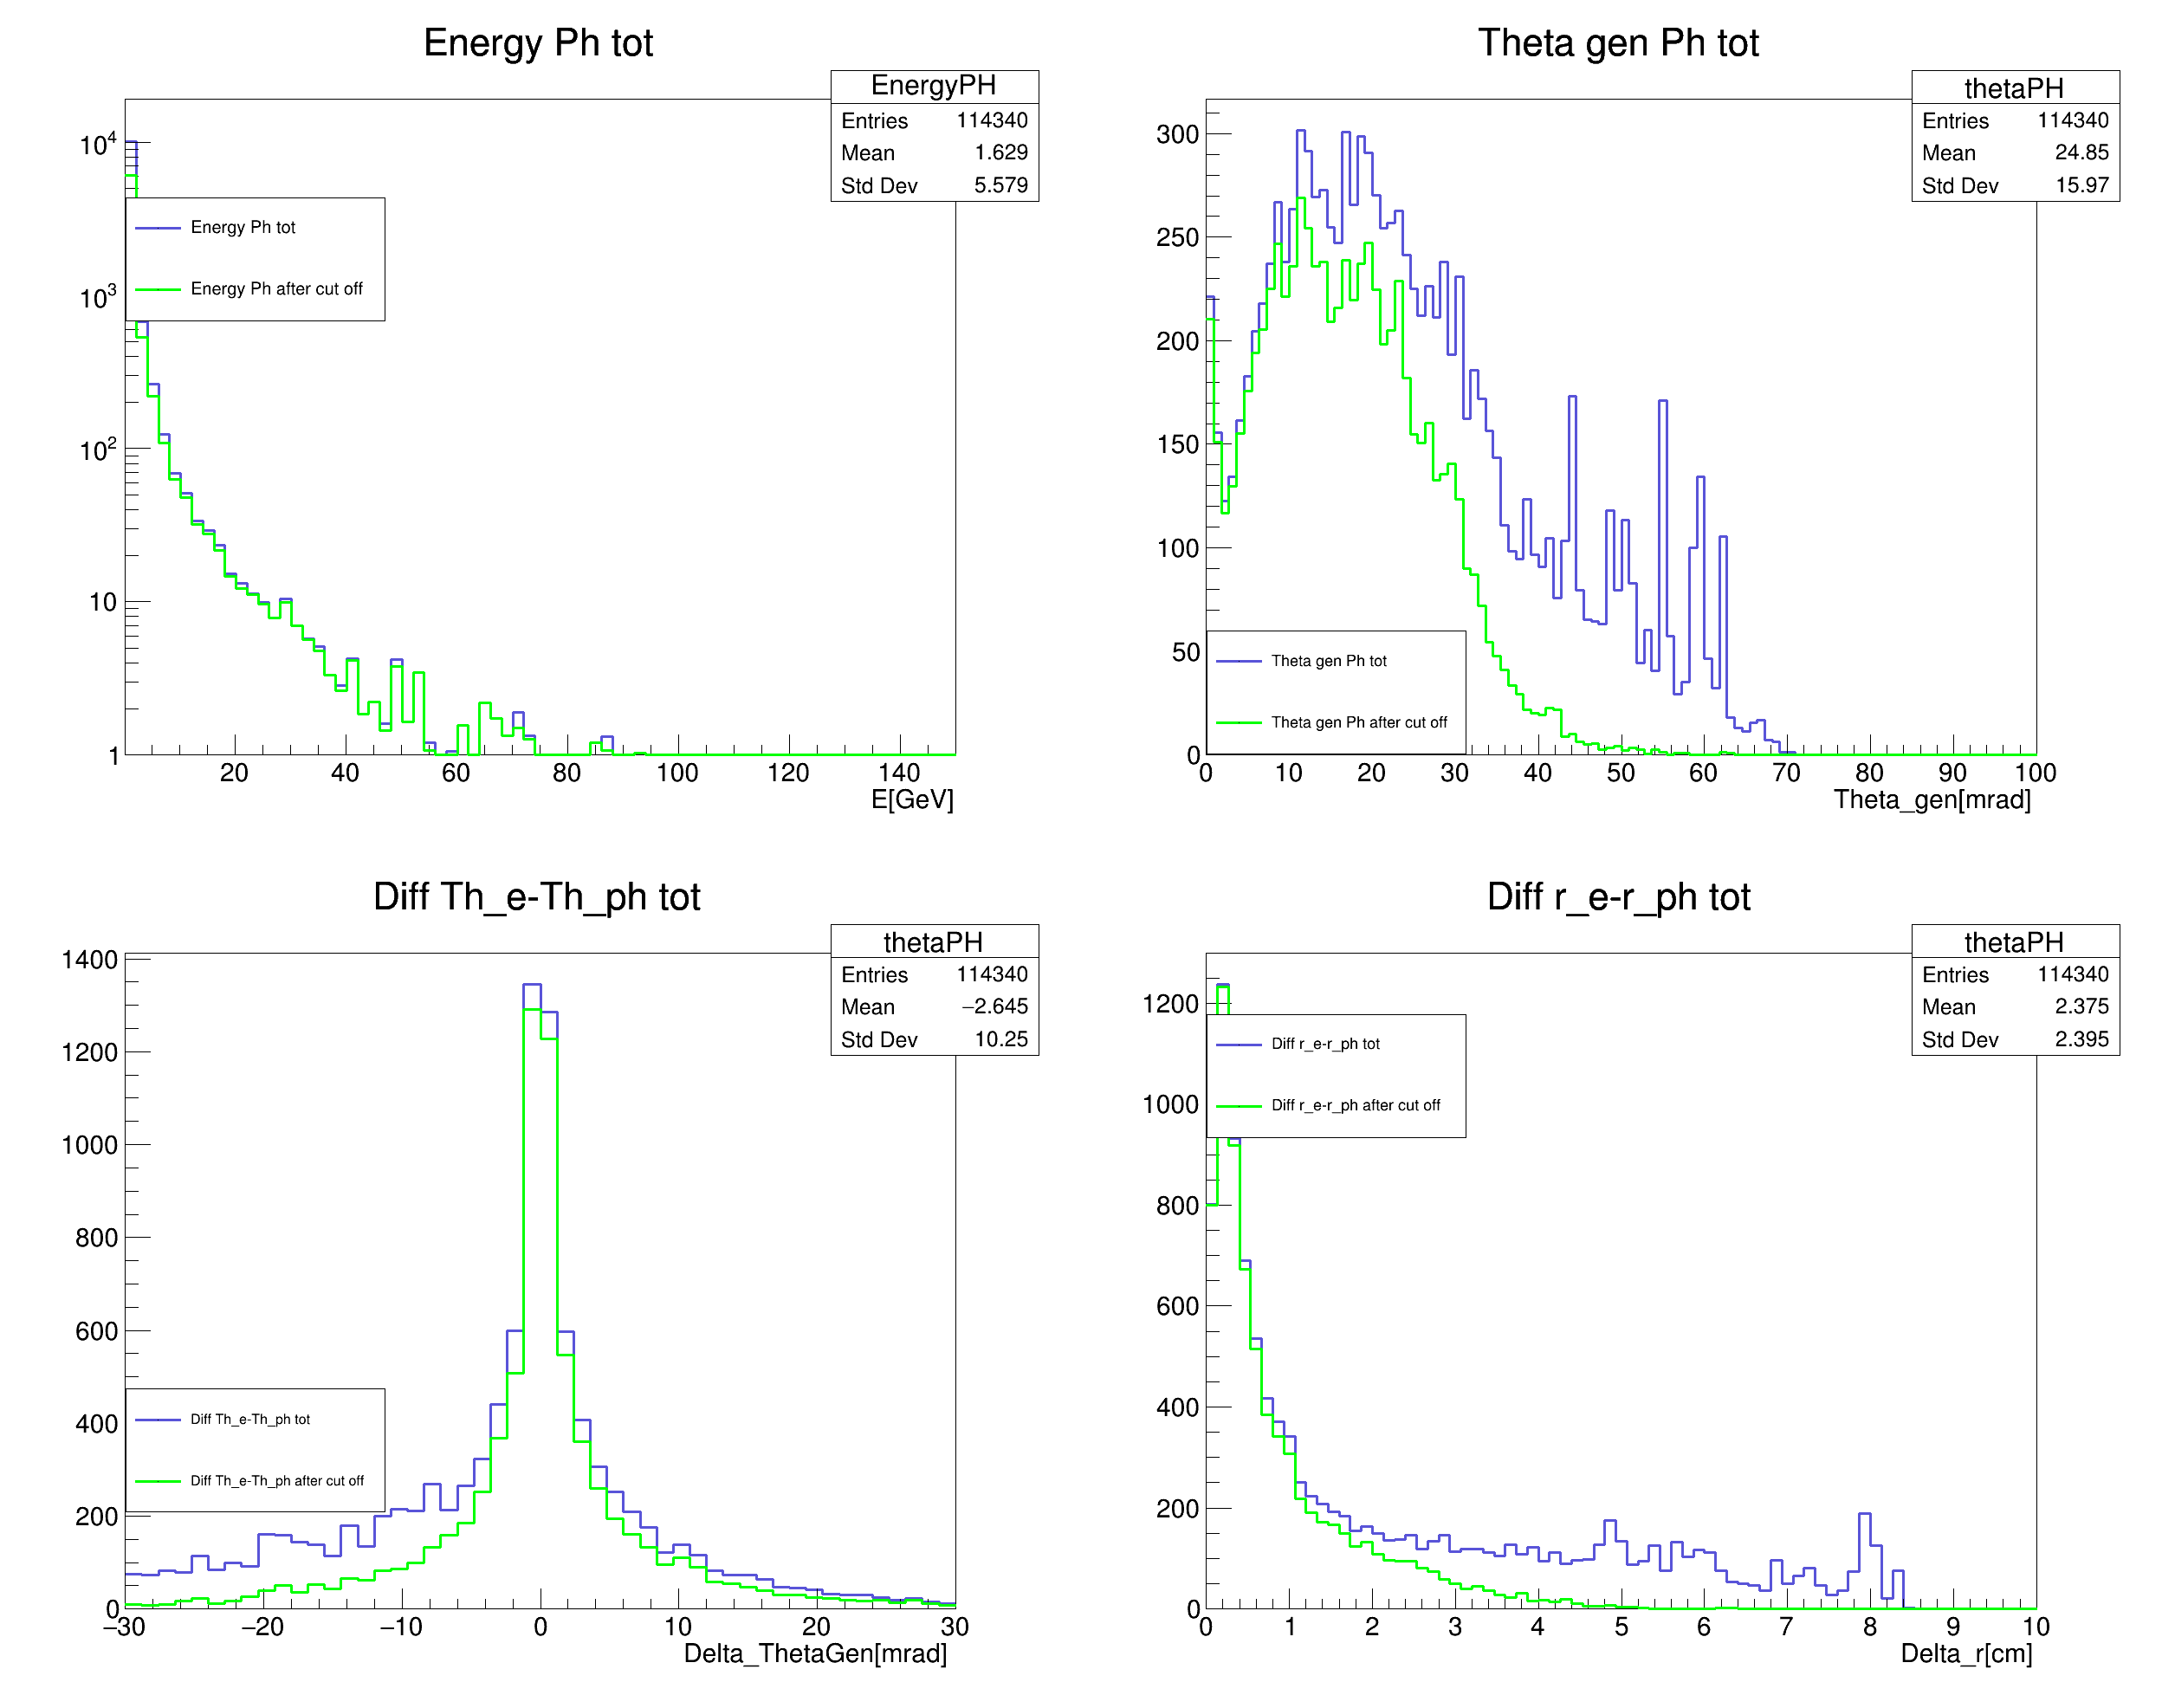 Energy Ph tot
EnergyPH
Entries 114340
Mean 1.629
Std Dev 5.579
10^4
10^3
10^2
10
1
Energy Ph tot
Energy Ph after cut off
20 40 60 80 100 120 140
E[GeV]
Theta gen Ph tot
thetaPH
Entries 114340
Mean 24.85
Std Dev 15.97
300
250
200
150
100
50
0
Theta gen Ph tot
Theta gen Ph after cut off
0 10 20 30 40 50 60 70 80 90 100
Theta_gen[mrad]
Diff Th_e-Th_ph tot
thetaPH
Entries 114340
Mean −2.645
Std Dev 10.25
1400
1200
1000
800
600
400
200
0
Diff Th_e-Th_ph tot
Diff Th_e-Th_ph after cut off
−30 −20 −10 0 10 20 30
Delta_ThetaGen[mrad]
Diff r_e-r_ph tot
thetaPH
Entries 114340
Mean 2.375
Std Dev 2.395
1200
1000
800
600
400
200
0
Diff r_e-r_ph tot
Diff r_e-r_ph after cut off
0 1 2 3 4 5 6 7 8 9 10
Delta_r[cm]